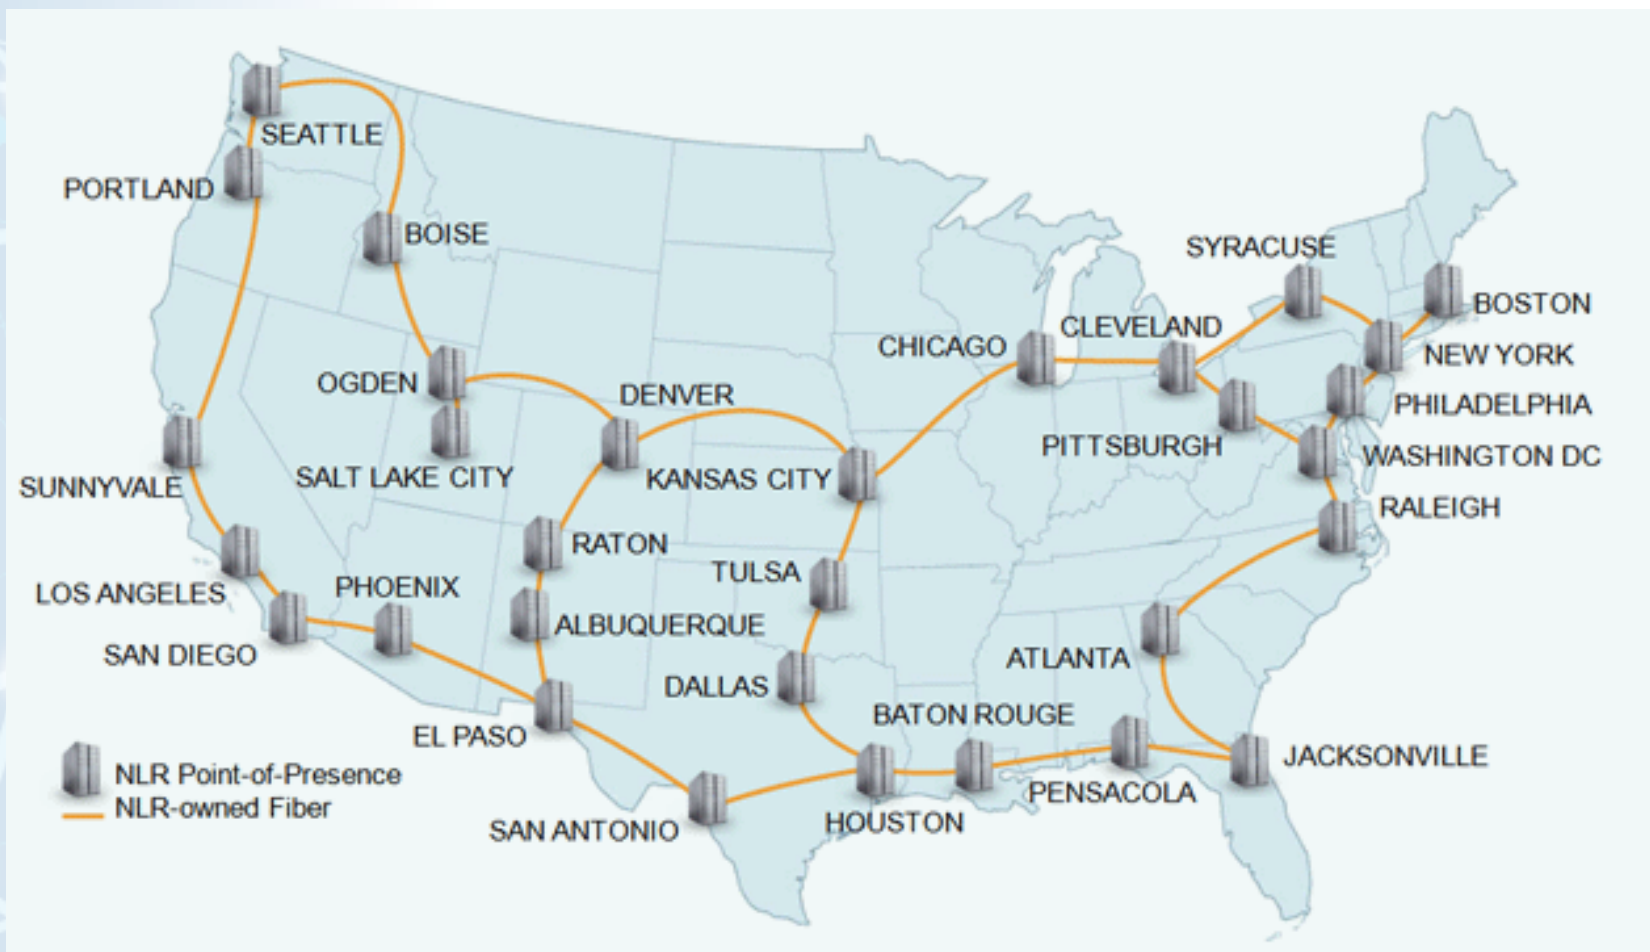 SEATTLE
PORTLAND
BOISE
SYRACUSE
BOSTON
CLEVELAND
CHICAGO
NEW YORK
OGDEN
DENVER
PHILADELPHIA
PITTSBURGH
WASHINGTON DC
SALT LAKE CITY
KANSAS CITY
SUNNYVALE
RALEIGH
RATON
TULSA
LOS ANGELES
PHOENIX
ALBUQUERQUE
SAN DIEGO
ATLANTA
DALLAS
BATON ROUGE
EL PASO
JACKSONVILLE
PENSACOLA
SAN ANTONIO
HOUSTON
NLR Point-of-Presence
NLR-owned Fiber